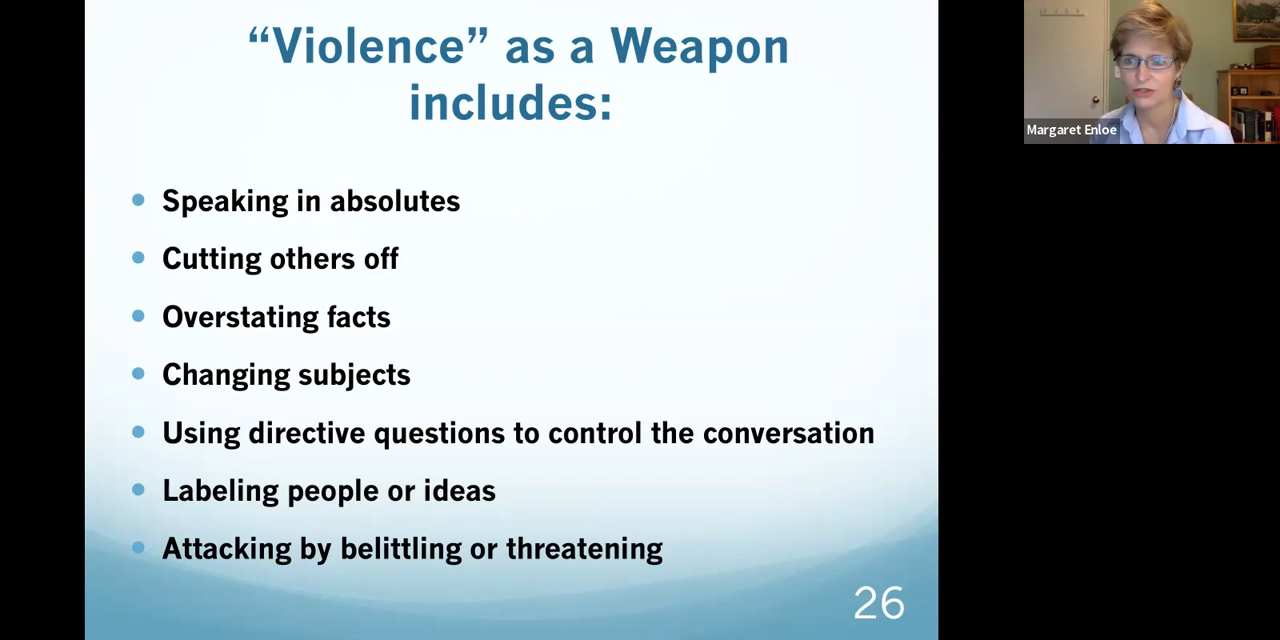 “Violence” as a Weapon
includes:
• Speaking in absolutes
• Cutting others off
• Overstating facts
• Changing subjects
• Using directive questions to control the conversation
• Labeling people or ideas
• Attacking by belittling or threatening
26
Margaret Enloe